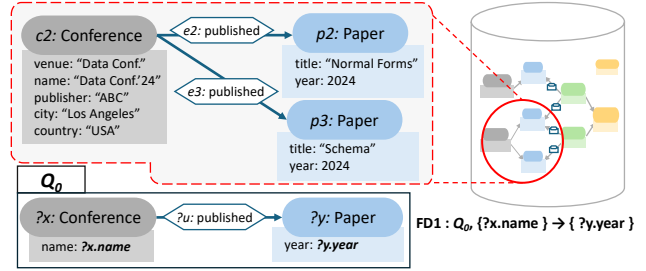 c2: Conference
e2: published
p2: Paper
venue: “Data Conf.”
name: “Data Conf.’24”
publisher: “ABC”
city: “Los Angeles”
country: “USA”
title: “Normal Forms”
year: 2024
e3: published
p3: Paper
title: “Schema”
year: 2024
Q0
?x: Conference
?u: published
?y: Paper
name: ?x.name
year: ?y.year
FD1 : Q0, {?x.name } → { ?y.year }